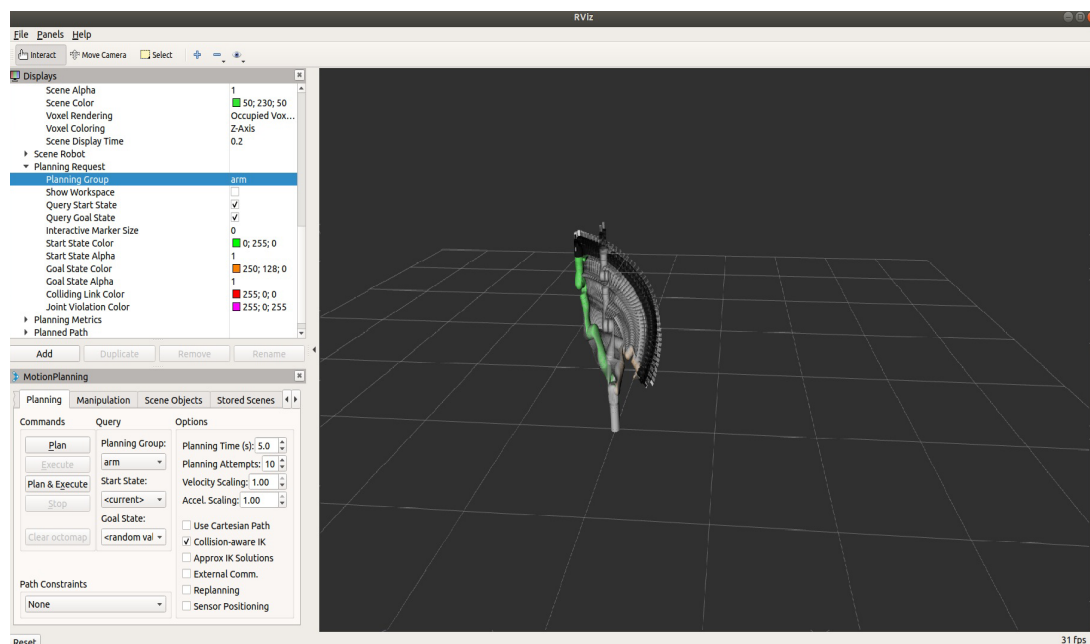 RViz
File Panels Help
Interact Move Camera Select
Displays
Scene Alpha 1
Scene Color 50; 230; 50
Voxel Rendering Occupied Vox...
Voxel Coloring Z-Axis
Scene Display Time 0.2
Scene Robot
Planning Request
Planning Group arm
Show Workspace
Query Start State
Query Goal State
Interactive Marker Size 0
Start State Color 0; 255; 0
Start State Alpha 1
Goal State Color 250; 128; 0
Goal State Alpha 1
Colliding Link Color 255; 0; 0
Joint Violation Color 255; 0; 255
Planning Metrics
Planned Path
Add Duplicate Remove Rename
MotionPlanning
Planning Manipulation Scene Objects Stored Scenes
Commands Query Options
Plan Planning Group: Planning Time (s): 5.0
Execute arm Planning Attempts: 10
Plan & Execute Start State: Velocity Scaling: 1.00
Stop <current> Accel. Scaling: 1.00
Goal State: Use Cartesian Path
Clear octomap <random val Collision-aware IK
Approx IK Solutions
External Comm.
Path Constraints Replanning
None Sensor Positioning
Reset 31 fps